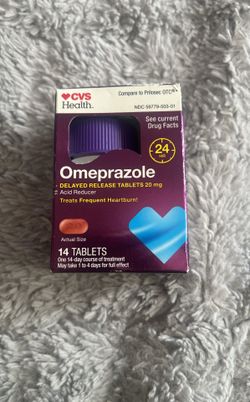 CVS
Health.
Compare to Prilosec OTC®
NDC 59779-503-01
See current
Drug Facts
24
HR
Omeprazole
DELAYED RELEASE TABLETS 20 mg
Acid Reducer
Treats Frequent Heartburn!
Actual Size
14 TABLETS
One 14-day course of treatment
May take 1 to 4 days for full effect